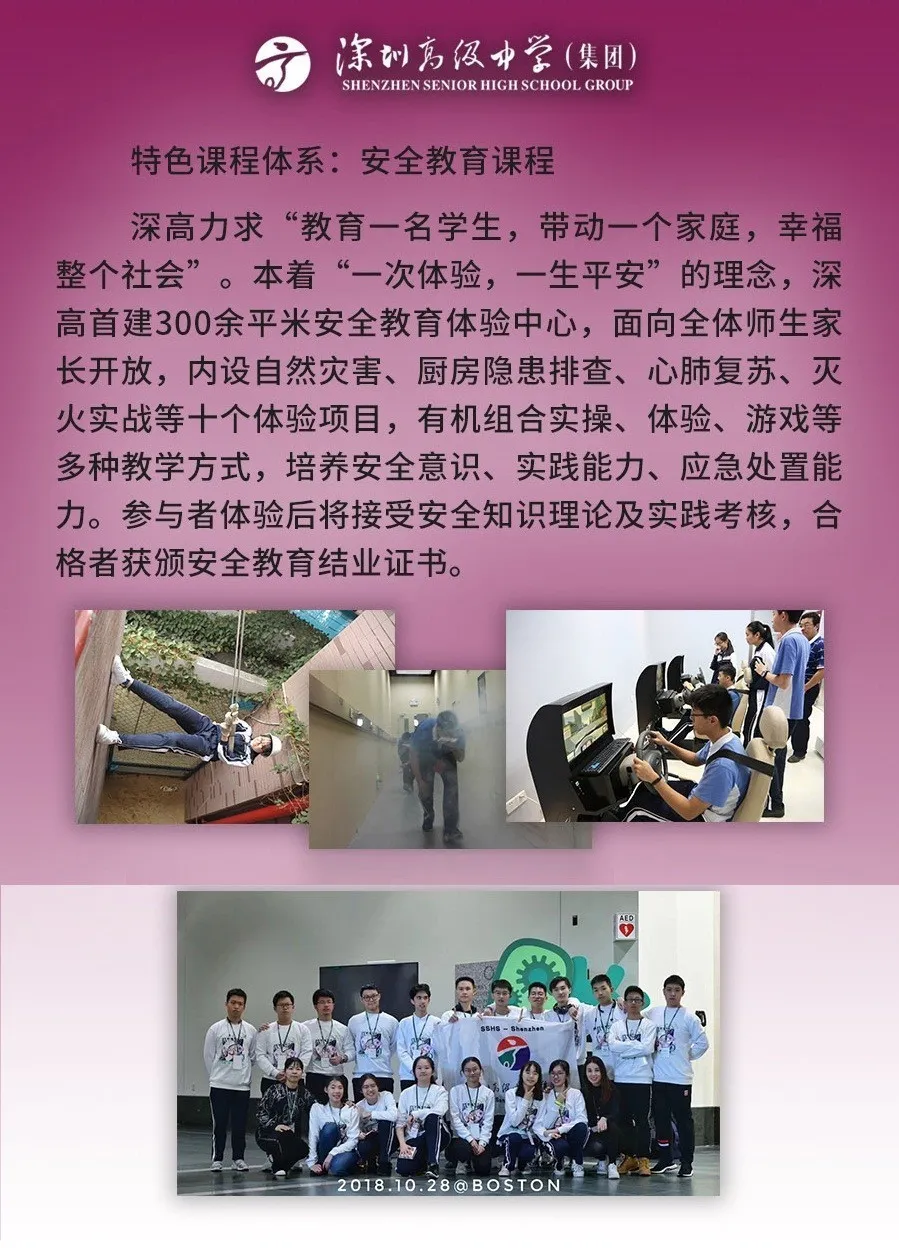 深圳高级中学(集团)
SHENZHEN SENIOR HIGH SCHOOL GROUP
特色课程体系：安全教育课程
深高力求“教育一名学生，带动一个家庭，幸福
整个社会”。本着“一次体验，一生平安”的理念，深
高首建300余平米安全教育体验中心，面向全体师生家
长开放，内设自然灾害、厨房隐患排查、心肺复苏、灭
火实战等十个体验项目，有机组合实操、体验、游戏等
多种教学方式，培养安全意识、实践能力、应急处置能
力。参与者体验后将接受安全知识理论及实践考核，合
格者获颁安全教育结业证书。
AED
SSHS - Shenzhen
2018.10.28@BOSTON